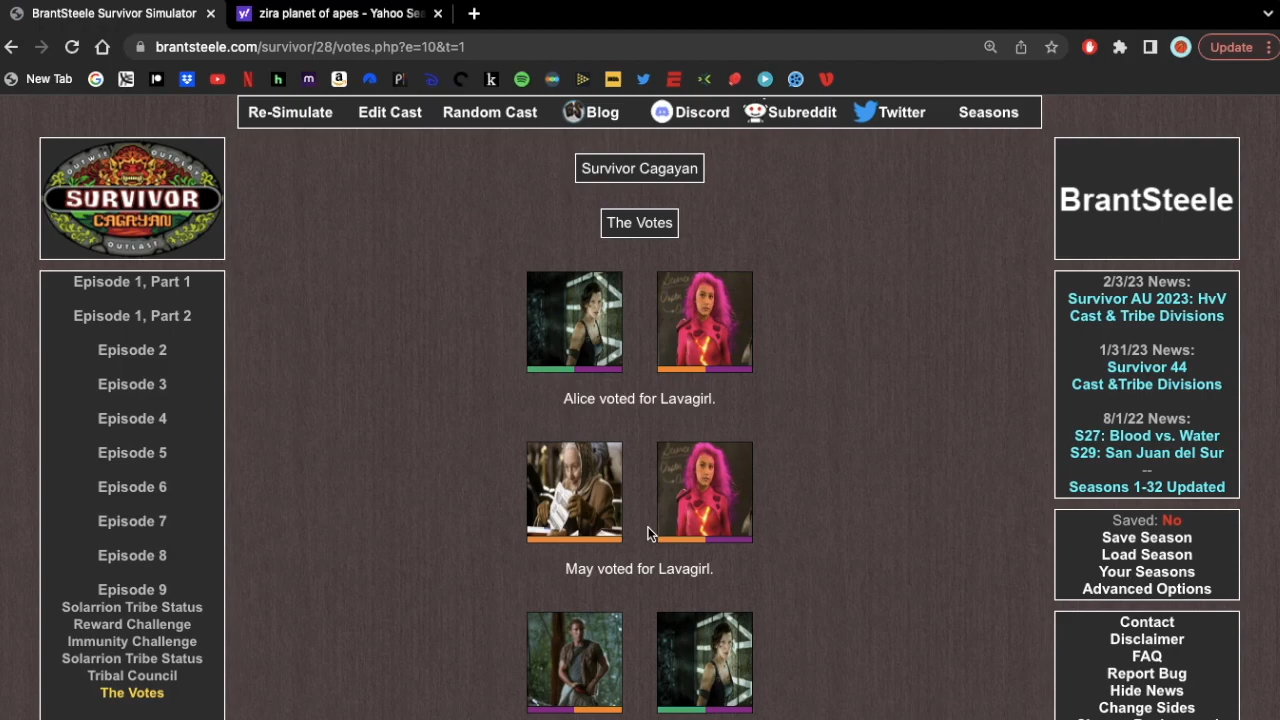 BrantSteele Survivor Simulator
zira planet of apes - Yahoo Sea
brantsteele.com/survivor/28/votes.php?e=10&t=1
Update
New Tab
Re-Simulate Edit Cast Random Cast Blog Discord Subreddit Twitter Seasons
OUTWIT OUTPLAY
SURVIVOR
CAGAYAN
OUTLAST
Episode 1, Part 1
Episode 1, Part 2
Episode 2
Episode 3
Episode 4
Episode 5
Episode 6
Episode 7
Episode 8
Episode 9
Solarrion Tribe Status
Reward Challenge
Immunity Challenge
Solarrion Tribe Status
Tribal Council
The Votes
Survivor Cagayan
The Votes
Alice voted for Lavagirl.
May voted for Lavagirl.
BrantSteele
2/3/23 News:
Survivor AU 2023: HvV
Cast & Tribe Divisions
1/31/23 News:
Survivor 44
Cast &Tribe Divisions
8/1/22 News:
S27: Blood vs. Water
S29: San Juan del Sur
--
Seasons 1-32 Updated
Saved: No
Save Season
Load Season
Your Seasons
Advanced Options
Contact
Disclaimer
FAQ
Report Bug
Hide News
Change Sides